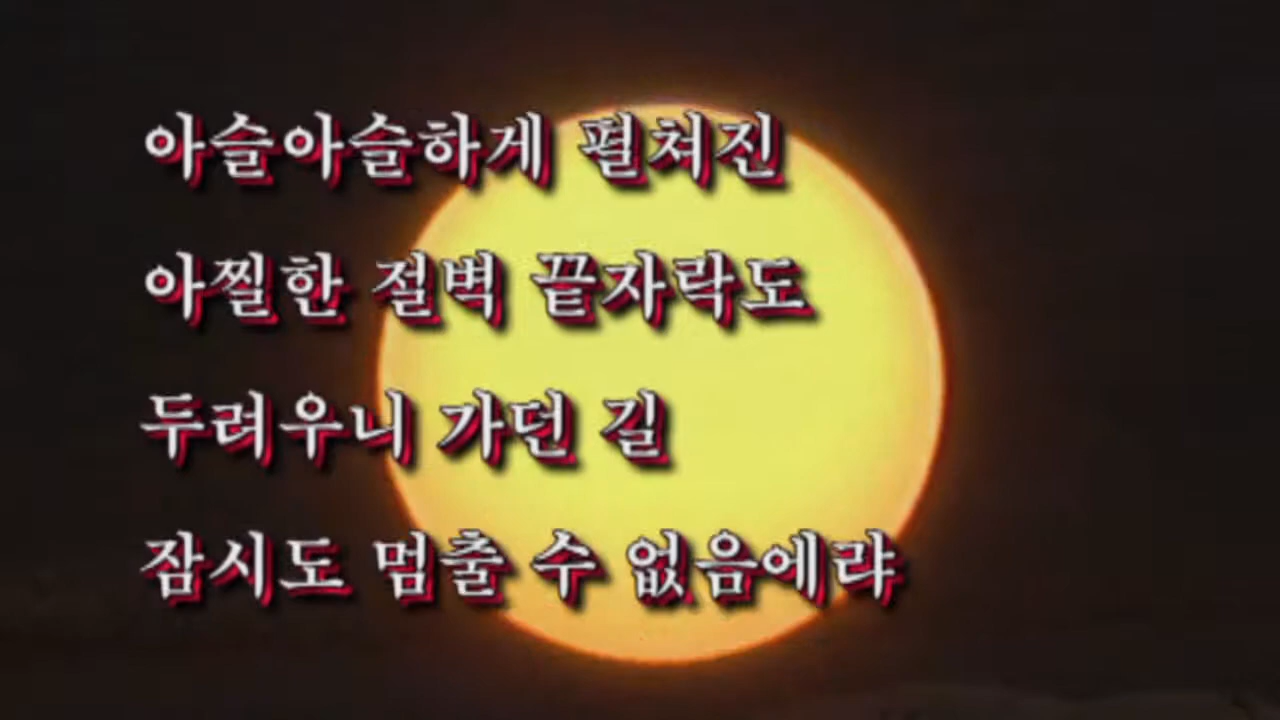 아슬아슬하게 펼쳐진
아찔한 절벽 끝자락도
두려우니 가던 길
잠시도 멈출 수 없음에랴